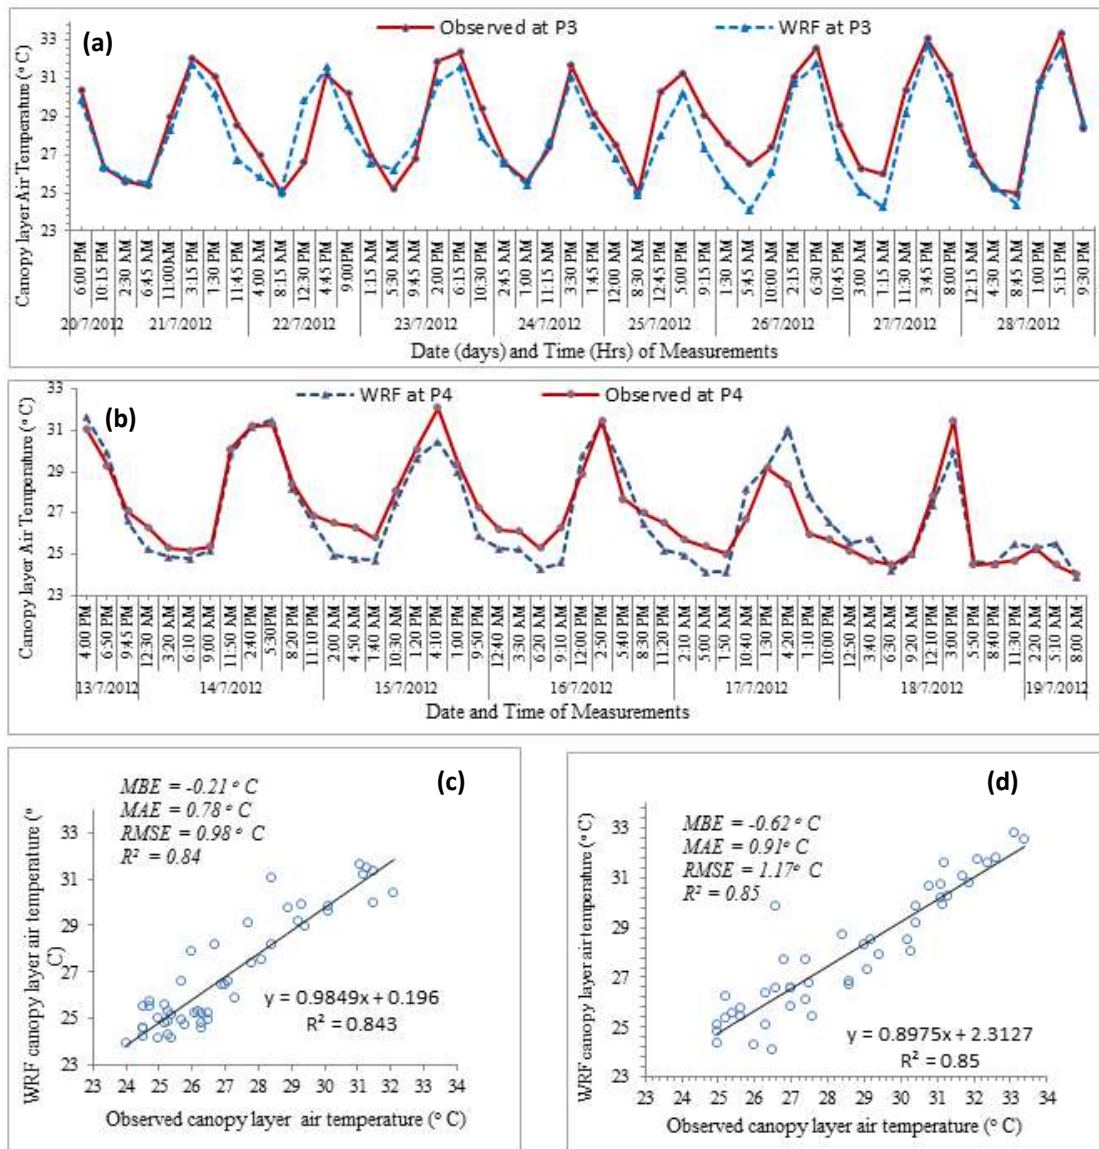 (a)
Observed at P3
WRF at P3
Canopy layer Air Temperature (° C)
33
31
29
27
25
23
6:00 PM
10:15 PM
2:30 AM
6:45 AM
11:00AM
3:15 PM
1:30 PM
11:45 PM
4:00 AM
8:15 AM
12:30 PM
4:45 PM
9:00PM
1:15 AM
5:30 AM
9:45 AM
2:00 PM
6:15 PM
10:30 PM
24:5 AM
1:00 AM
11:15 AM
3:30 PM
1:45 PM
12:00 AM
8:30 AM
12:45 PM
5:00 PM
9:15 PM
1:30 AM
5:45 AM
10:00 AM
2:15 PM
6:30 PM
10:45 PM
3:00 AM
1:15 AM
11:30 AM
3:45 PM
8:00 PM
12:15 AM
4:30 AM
8:45 AM
1:00 PM
5:15 PM
9:30 PM
20/7/2012
21/7/2012
22/7/2012
23/7/2012
24/7/2012
25/7/2012
26/7/2012
27/7/2012
28/7/2012
Date (days) and Time (Hrs) of Measurements
(b)
WRF at P4
Observed at P4
Canopy layer Air Temperature (° C)
33
31
29
27
25
23
4:00 PM
6:50 PM
9:45 PM
12:30 AM
3:20 AM
6:10 AM
9:00 AM
11:50 AM
2:40 PM
5:30PM
8:20 PM
11:10 PM
2:00 AM
4:50 AM
1:40 AM
10:30 AM
1:20 PM
4:10 PM
1:00 PM
9:50 PM
12:40 AM
3:30 AM
6:20 AM
9:10 AM
12:00 PM
2:50 PM
5:40 PM
8:30 PM
11:20 PM
2:10 AM
5:00 AM
1:50 AM
10:40 AM
1:30 PM
4:20 PM
1:10 PM
10:00 PM
12:50 AM
3:40 AM
6:30 AM
9:20 AM
12:10 PM
3:00 PM
5:50 PM
8:40 PM
11:30 PM
2:20 AM
5:10 AM
8:00 AM
13/7/2012
14/7/2012
15/7/2012
16/7/2012
17/7/2012
18/7/2012
19/7/2012
Date and Time of Measurements
(c)
MBE = -0.21 ° C
MAE = 0.78 ° C
RMSE = 0.98 ° C
R² = 0.84
WRF canopy layer air temperature (° C)
33
31
29
27
25
23
y = 0.9849x + 0.196
R² = 0.843
23 24 25 26 27 28 29 30 31 32 33 34
Observed canopy layer air temperature (° C)
(d)
MBE = -0.62 ° C
MAE = 0.91° C
RMSE = 1.17° C
R² = 0.85
WRF canopy layer air temperature (° C)
33
31
29
27
25
23
y = 0.8975x + 2.3127
R² = 0.85
23 24 25 26 27 28 29 30 31 32 33 34
Observed canopy layer air temperature (° C)